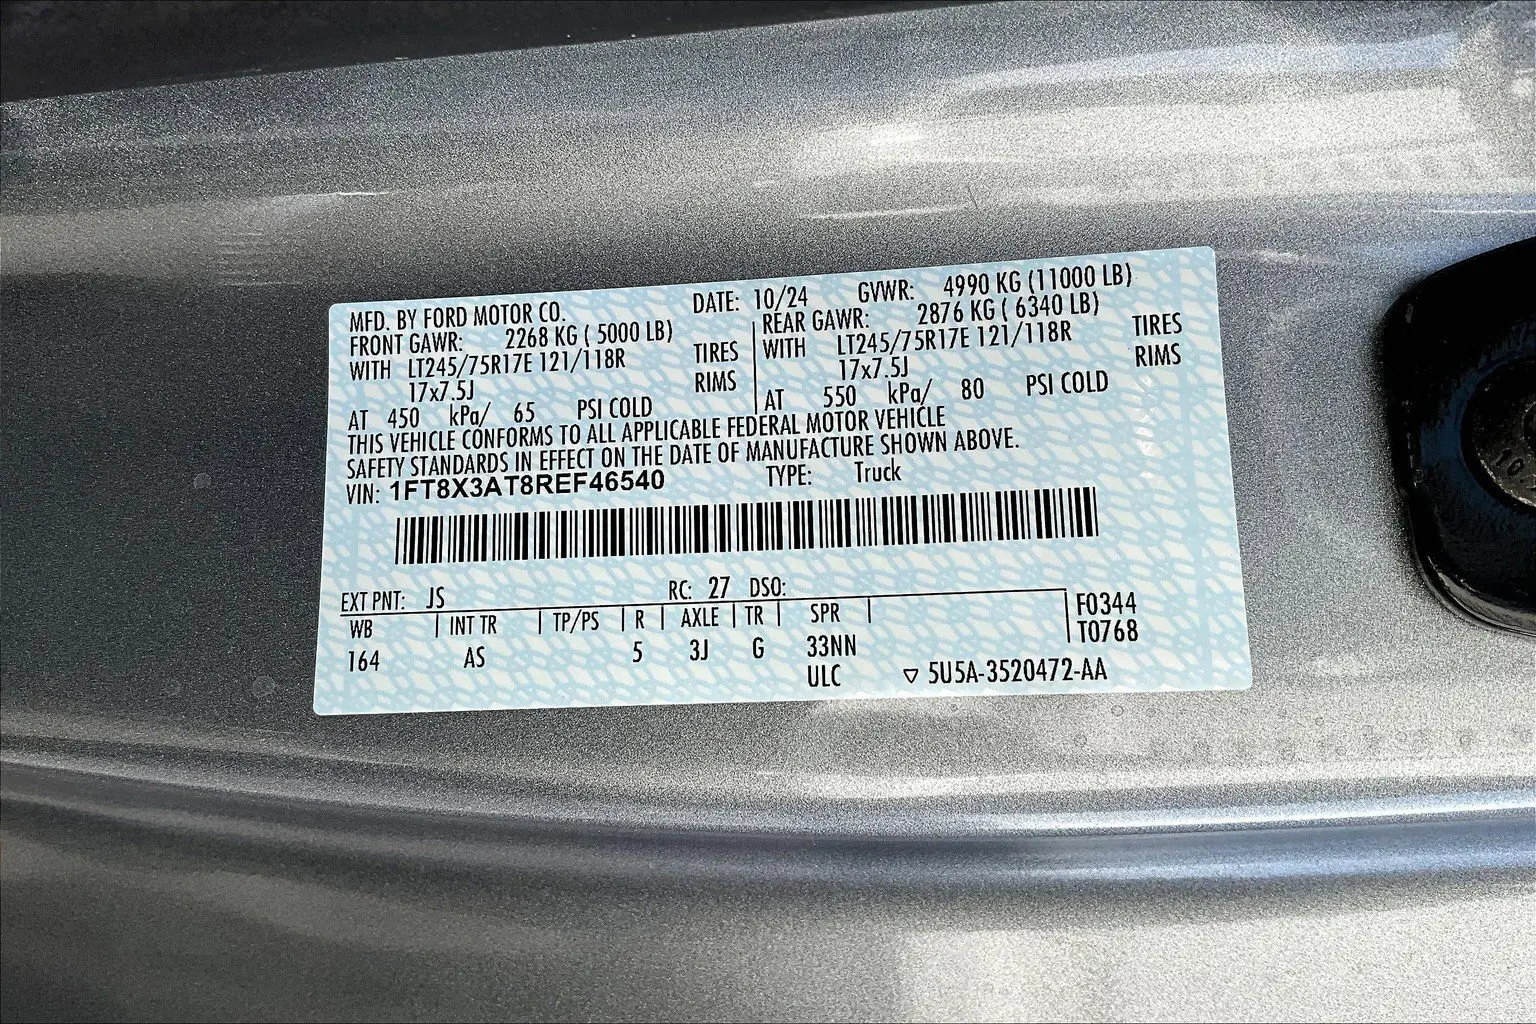 MFD. BY FORD MOTOR CO. DATE: 10/24 GVWR: 4990 KG (11000 LB)
FRONT GAWR: 2268 KG ( 5000 LB) REAR GAWR: 2876 KG ( 6340 LB)
WITH LT245/75R17E 121/118R TIRES WITH LT245/75R17E 121/118R TIRES
17x7.5J RIMS 17x7.5J RIMS
AT 450 kPa/ 65 PSI COLD AT 550 kPa/ 80 PSI COLD
THIS VEHICLE CONFORMS TO ALL APPLICABLE FEDERAL MOTOR VEHICLE
SAFETY STANDARDS IN EFFECT ON THE DATE OF MANUFACTURE SHOWN ABOVE.
VIN: 1FT8X3AT8REF46540 TYPE: Truck
EXT PNT: JS RC: 27 DSO:
WB INT TR TP/PS R AXLE TR SPR F0344
T0768
164 AS 5 3J G 33NN
ULC ▽ 5U5A-3520472-AA